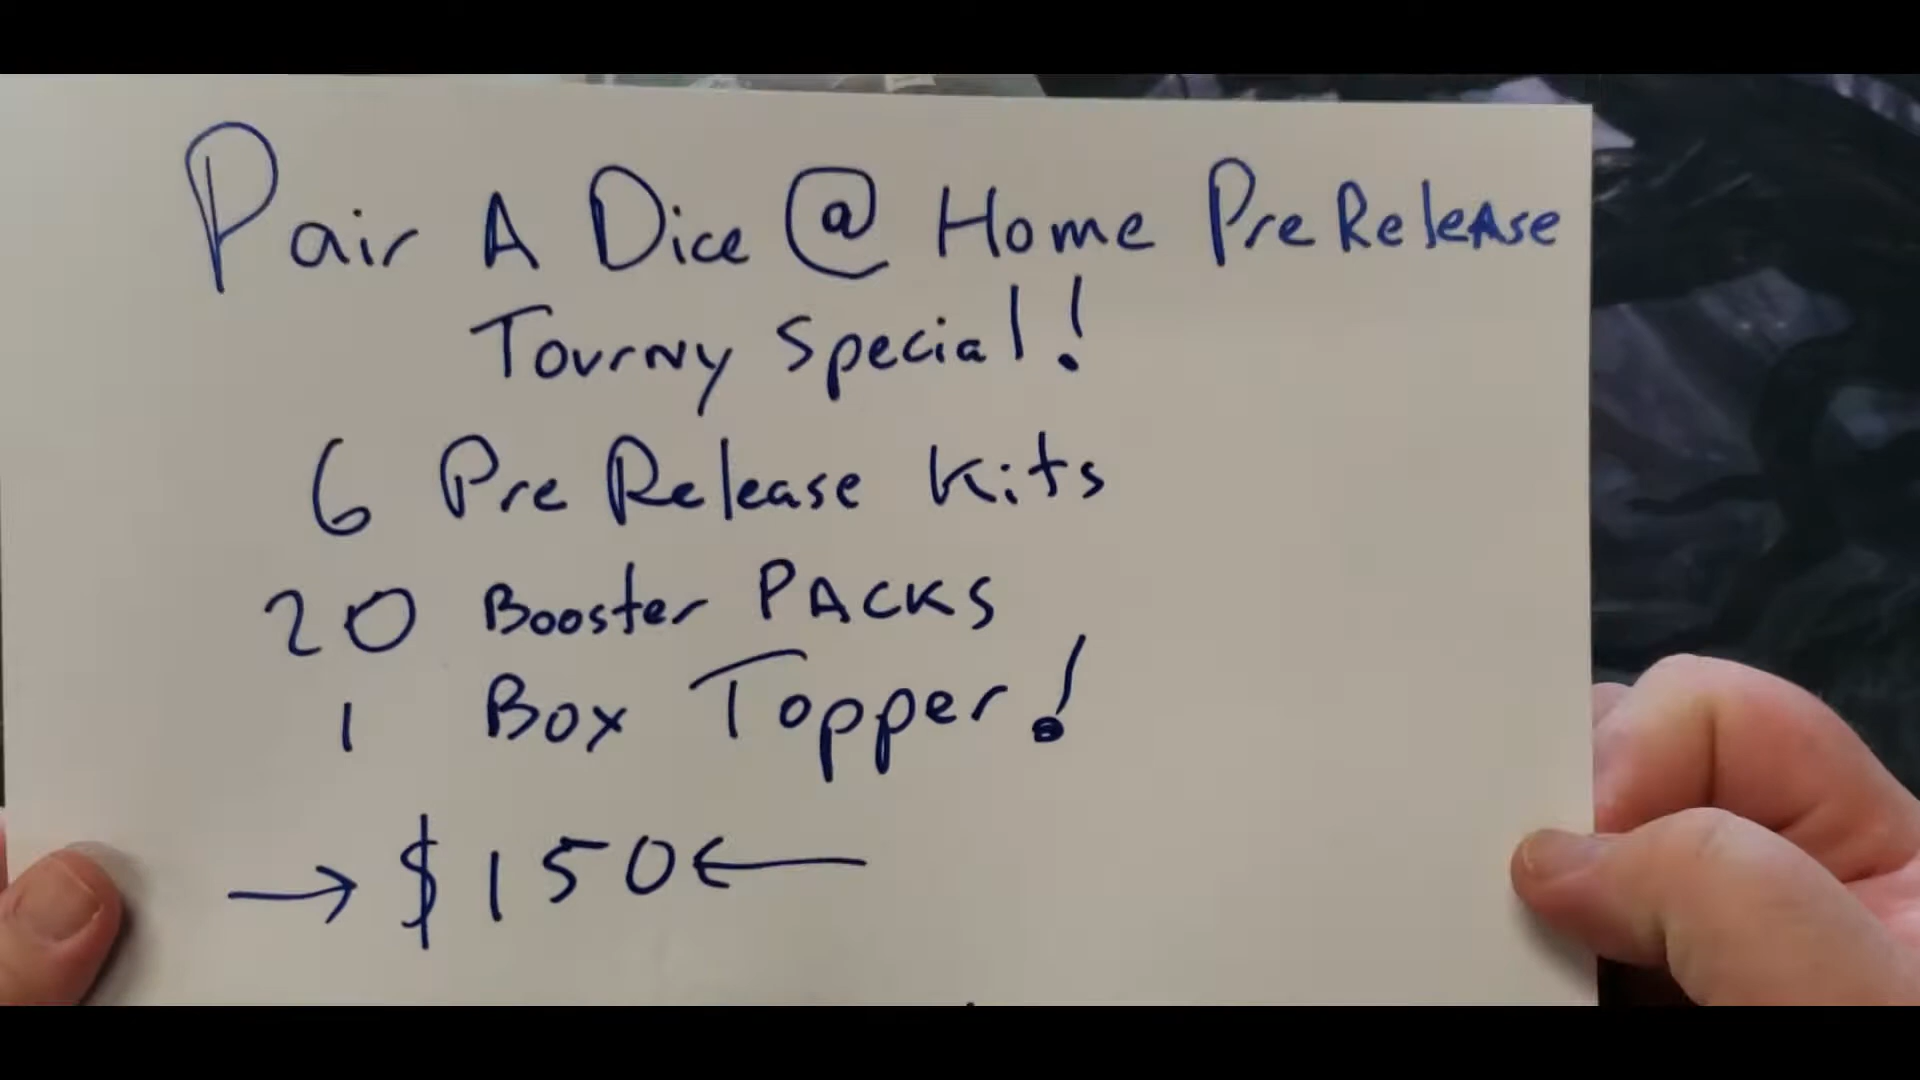 Pair A Dice @ Home PreRelease
Tourny Special!
6 PreRelease Kits
20 Booster PACKS
1 Box Topper!
→ $150 ←